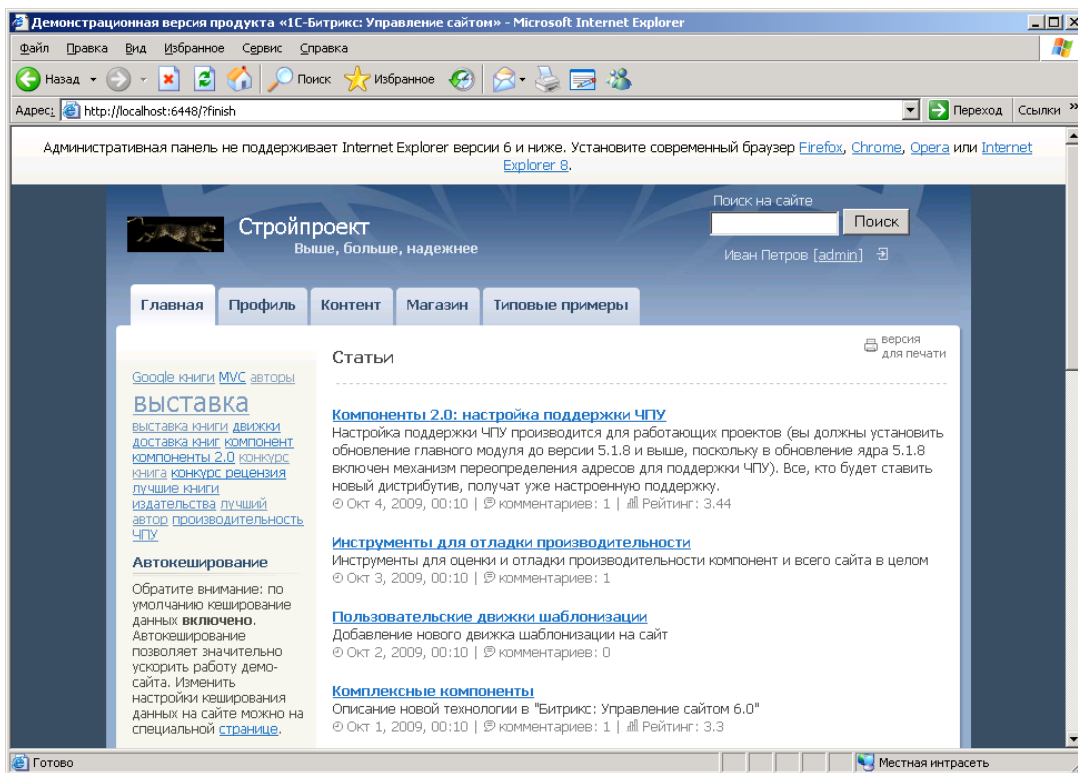 Демонстрационная версия продукта «1С-Битрикс: Управление сайтом» - Microsoft Internet Explorer
Файл Правка Вид Избранное Сервис Справка
Назад Поиск Избранное
Адрес: http://localhost:6448/?finish Переход Ссылки »
Административная панель не поддерживает Internet Explorer версии 6 и ниже. Установите современный браузер Firefox, Chrome, Opera или Internet
Explorer 8.
Стройпроект
Выше, больше, надежнее
Поиск на сайте
Поиск
Иван Петров [admin]
Главная Профиль Контент Магазин Типовые примеры
Google книги MVC авторы
выставка
выставка книги движки
доставка книг компонент
компоненты 2.0 конкурс
книга конкурс рецензия
лучшие книги
издательства лучший
автор производительность
ЧПУ
Автокеширование
Обратите внимание: по
умолчанию кеширование
данных включено.
Автокеширование
позволяет значительно
ускорить работу демо-
сайта. Изменить
настройки кеширования
данных на сайте можно на
специальной странице.
Статьи
версия
для печати
Компоненты 2.0: настройка поддержки ЧПУ
Настройка поддержки ЧПУ производится для работающих проектов (вы должны установить
обновление главного модуля до версии 5.1.8 и выше, поскольку в обновление ядра 5.1.8
включен механизм переопределения адресов для поддержки ЧПУ). Все, кто будет ставить
новый дистрибутив, получат уже настроенную поддержку.
Окт 4, 2009, 00:10 | комментариев: 1 | Рейтинг: 3.44
Инструменты для отладки производительности
Инструменты для оценки и отладки производительности компонент и всего сайта в целом
Окт 3, 2009, 00:10 | комментариев: 1
Пользовательские движки шаблонизации
Добавление нового движка шаблонизации на сайт
Окт 2, 2009, 00:10 | комментариев: 0
Комплексные компоненты
Описание новой технологии в "Битрикс: Управление сайтом 6.0"
Окт 1, 2009, 00:10 | комментариев: 1 | Рейтинг: 3.3
Готово Местная интрасеть